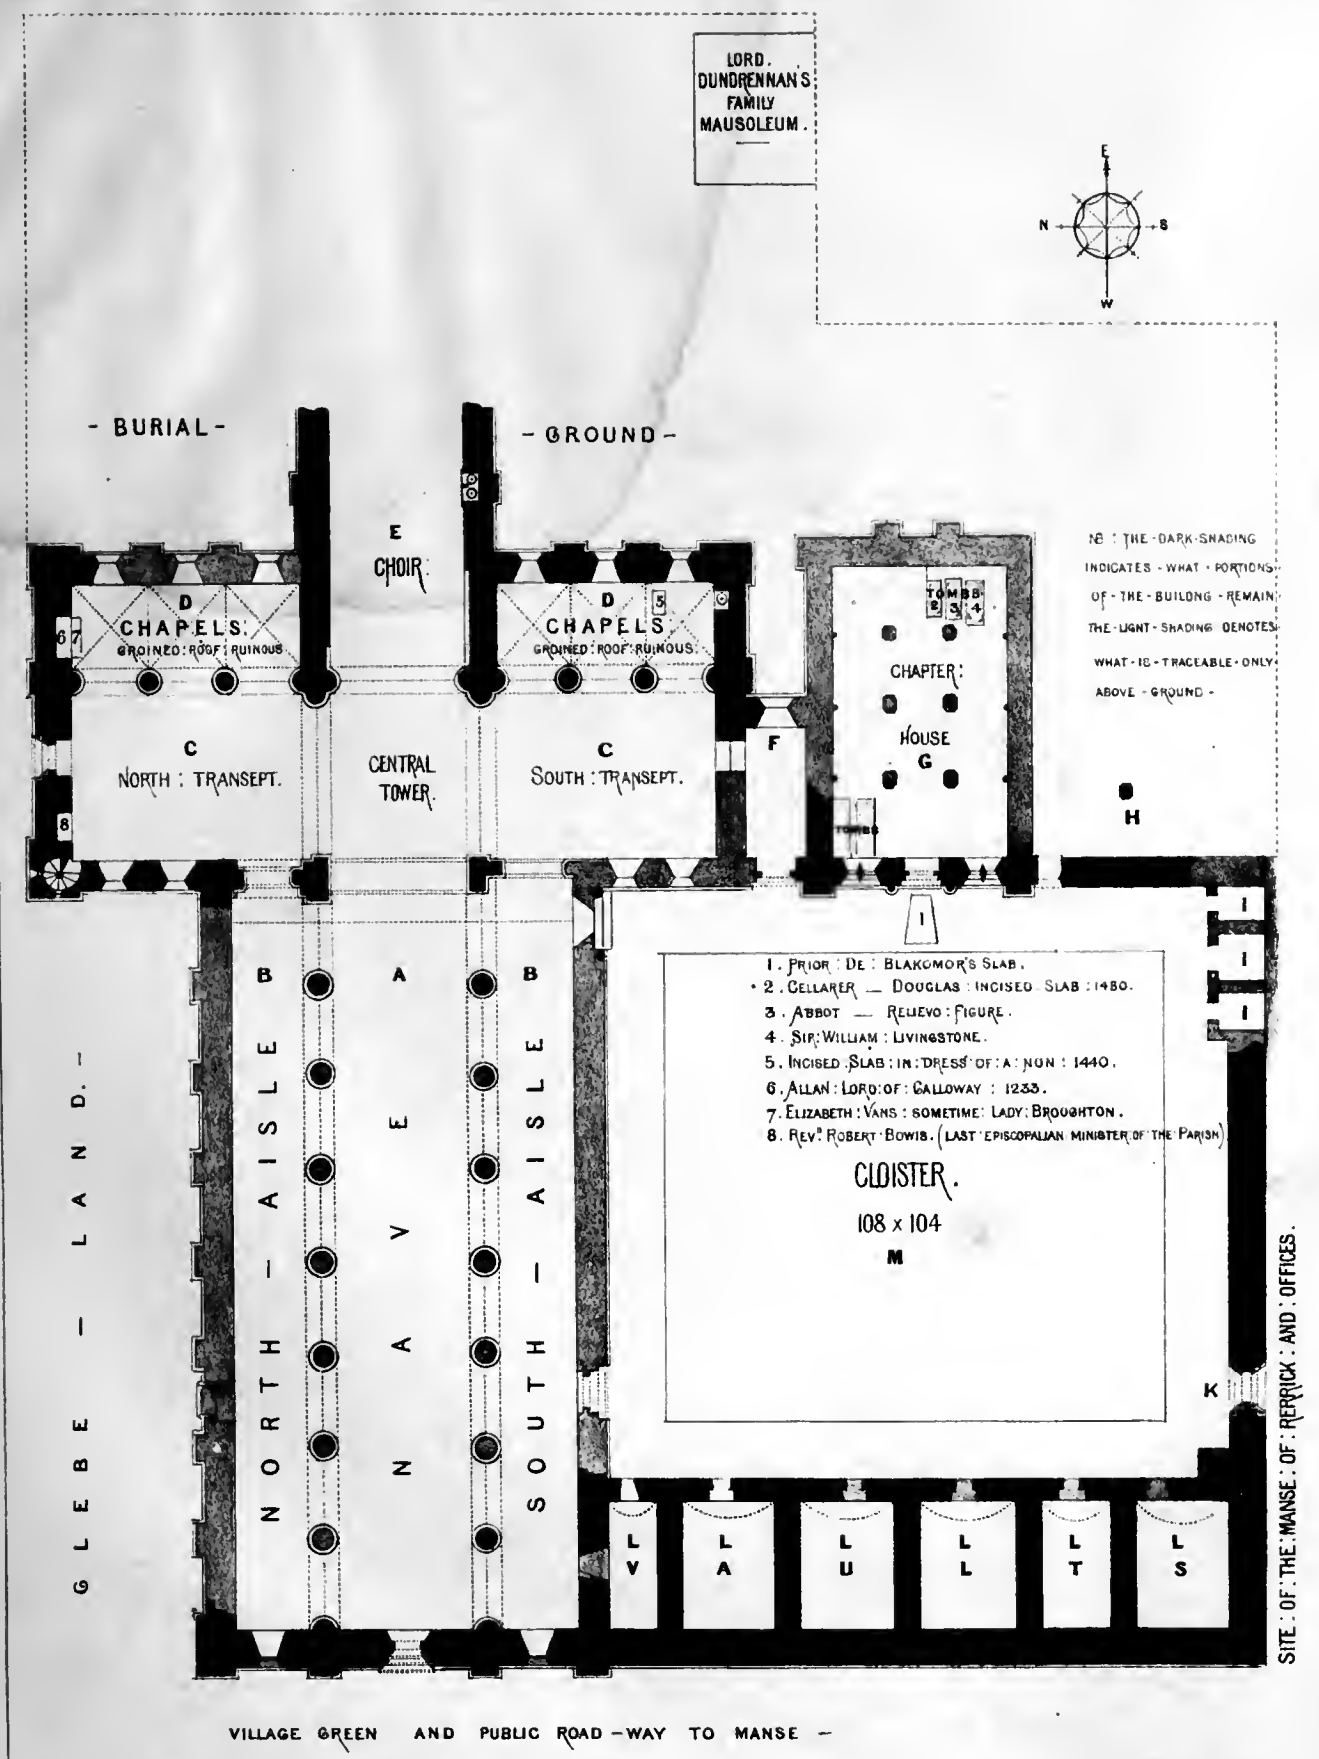 LORD.
DUNDRENNAN'S
FAMILY
MAUSOLEUM.
E
N
S
W
- BURIAL -
- GROUND -
E
CHOIR:
NB : THE · DARK · SHADING
INDICATES · WHAT · PORTIONS
OF · THE · BUILDNG · REMAIN
THE · LIGHT · SHADING DENOTES
WHAT · IS · TRACEABLE · ONLY
ABOVE · GROUND -
D
CHAPELS:
GROINED : ROOF : RUINOUS
6 7
D
CHAPELS.
GROINED : ROOF : RUINOUS
5
TOMBS
2 3 4
CHAPTER:
HOUSE
G
TOMBS
C
NORTH : TRANSEPT.
CENTRAL
TOWER.
C
SOUTH : TRANSEPT.
F
H
8
1
I
I
I
B
A
B
NORTH — AISLE
NAVE
SOUTH — AISLE
GLEBE — LAND. —
1. PRIOR : DE : BLAKOMOR'S SLAB.
2. CELLARER — DOUGLAS : INCISED SLAB : 1480.
3. ABBOT — RELIEVO : FIGURE.
4. SIR : WILLIAM : LIVINGSTONE.
5. INCISED : SLAB : IN : DRESS · OF : A : NUN : 1440.
6. ALLAN : LORD : OF : GALLOWAY : 1233.
7. ELIZABETH : VANS : SOMETIME : LADY : BROUGHTON.
8. REVD ROBERT · BOWIS. (LAST · EPISCOPALIAN MINISTER OF THE PARISH)
CLOISTER.
108 x 104
M
K
L L L L L L
V A U L T S
SITE : OF : THE : MANSE : OF : RERRICK : AND : OFFICES.
VILLAGE GREEN AND PUBLIC ROAD - WAY TO MANSE —